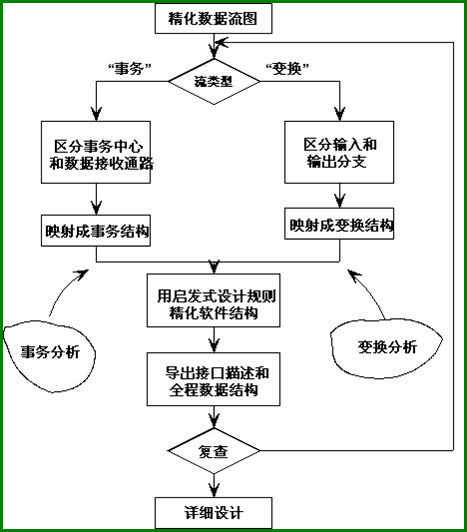 精化数据流图
“事务”
“变换”
流类型
区分事务中心
和数据接收通路
区分输入和
输出分支
映射成事务结构
映射成变换结构
用启发式设计规则
精化软件结构
事务分析
变换分析
导出接口描述和
全程数据结构
复查
详细设计